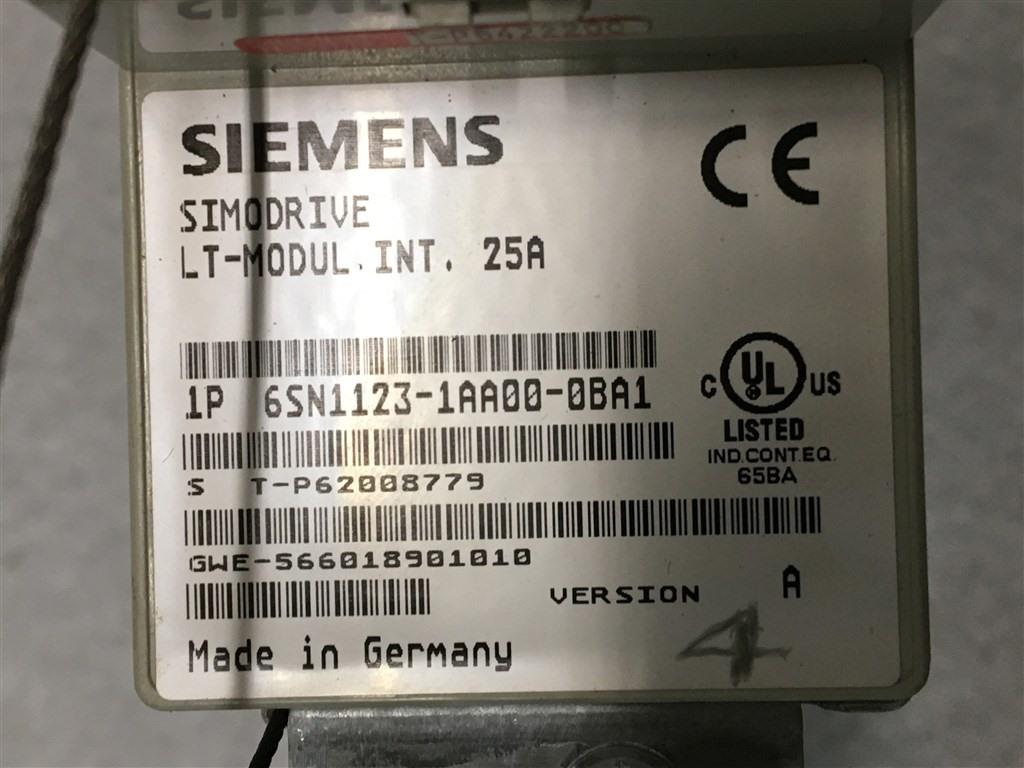 SIEMENS
SIMODRIVE
LT-MODUL INT. 25A
CE
1P 6SN1123-1AA00-0BA1
C UL US
LISTED
IND.CONT.EQ.
65BA
S T-P62008779
GWE-566018901010
VERSION A
4
Made in Germany